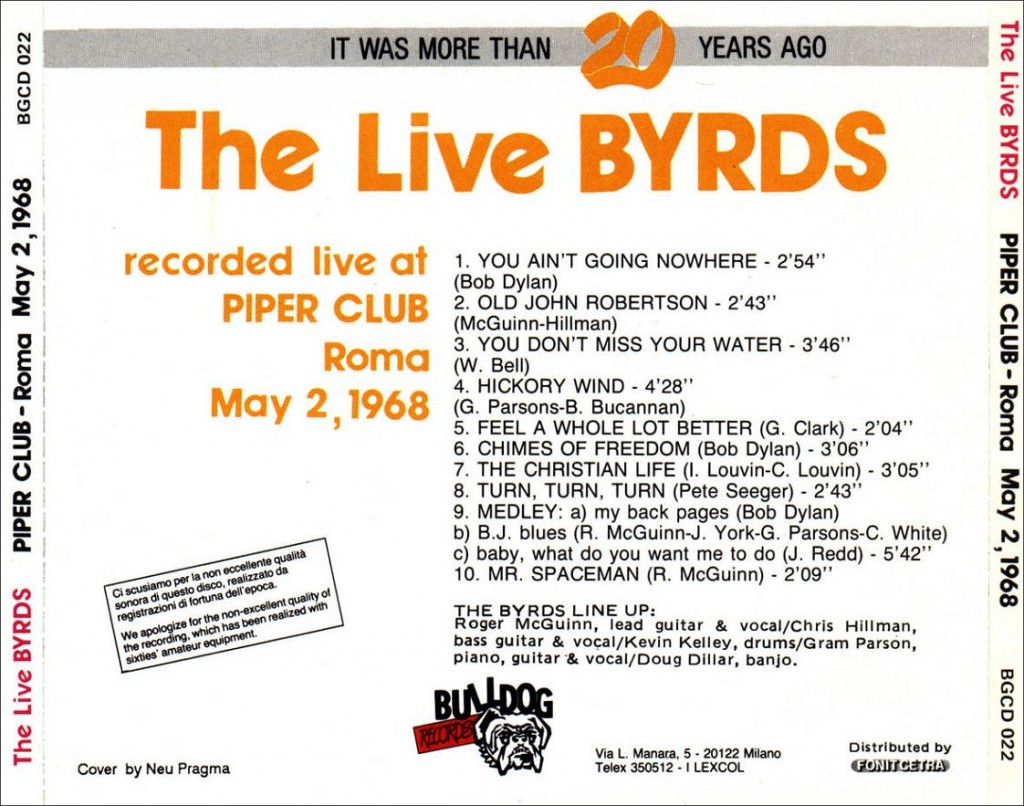 IT WAS MORE THAN 20 YEARS AGO
The Live BYRDS
recorded live at
PIPER CLUB
Roma
May 2, 1968
1. YOU AIN'T GOING NOWHERE - 2'54''
(Bob Dylan)
2. OLD JOHN ROBERTSON - 2'43''
(McGuinn-Hillman)
3. YOU DON'T MISS YOUR WATER - 3'46''
(W. Bell)
4. HICKORY WIND - 4'28''
(G. Parsons-B. Bucannan)
5. FEEL A WHOLE LOT BETTER (G. Clark) - 2'04''
6. CHIMES OF FREEDOM (Bob Dylan) - 3'06''
7. THE CHRISTIAN LIFE (I. Louvin-C. Louvin) - 3'05''
8. TURN, TURN, TURN (Pete Seeger) - 2'43''
9. MEDLEY: a) my back pages (Bob Dylan)
b) B.J. blues (R. McGuinn-J. York-G. Parsons-C. White)
c) baby, what do you want me to do (J. Redd) - 5'42''
10. MR. SPACEMAN (R. McGuinn) - 2'09''
THE BYRDS LINE UP:
Roger McGuinn, lead guitar & vocal/Chris Hillman,
bass guitar & vocal/Kevin Kelley, drums/Gram Parson,
piano, guitar & vocal/Doug Dillar, banjo.
Ci scusiamo per la non eccellente qualità
sonora di questo disco, realizzato da
registrazioni di fortuna dell'epoca.
We apologize for the non-excellent quality of
the recording, which has been realized with
sixties' amateur equipment.
BULLDOG
RECORDS
Cover by Neu Pragma
Via L. Manara, 5 - 20122 Milano
Telex 350512 - I LEXCOL
Distributed by
FONIT CETRA
The Live BYRDS PIPER CLUB - Roma May 2, 1968 BGCD 022
The Live BYRDS PIPER CLUB - Roma May 2, 1968 BGCD 022